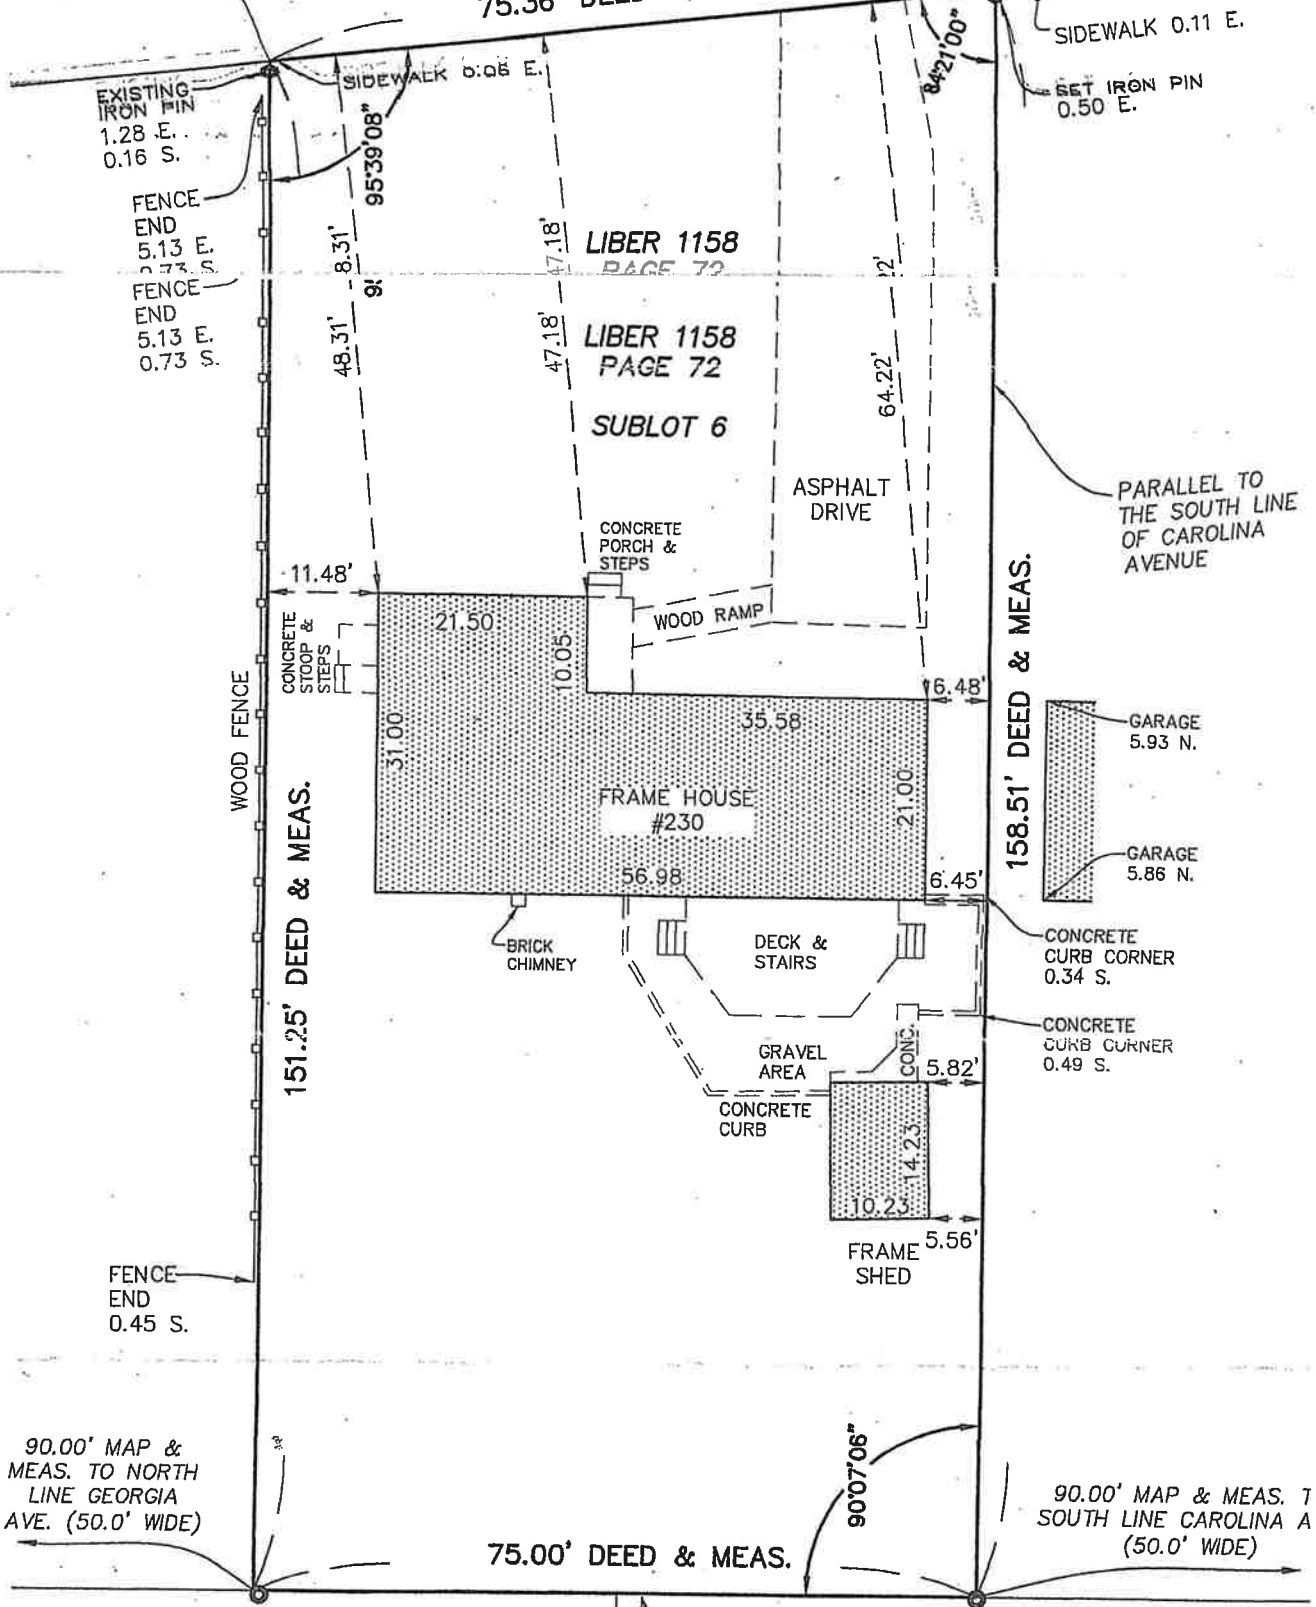 75.36'
SIDEWALK 0.11 E.
84°21'00"
SET IRON PIN
0.50 E.
SIDEWALK 0.06 E.
EXISTING
IRON PIN
1.28 E.
0.16 S.
95°39'08"
FENCE
END
5.13 E.
0.73 S.
FENCE
END
5.13 E.
0.73 S.
8.31'
48.31'
47.18'
47.18'
LIBER 1158
PAGE 72
LIBER 1158
PAGE 72
SUBLOT 6
64.22'
ASPHALT
DRIVE
PARALLEL TO
THE SOUTH LINE
OF CAROLINA
AVENUE
CONCRETE
PORCH &
STEPS
WOOD RAMP
11.48'
CONCRETE
STOOP &
STEPS
21.50
10.05
31.00
35.58
21.00
FRAME HOUSE
#230
56.98
6.48'
6.45'
158.51' DEED & MEAS.
GARAGE
5.93 N.
GARAGE
5.86 N.
WOOD FENCE
151.25' DEED & MEAS.
BRICK
CHIMNEY
DECK &
STAIRS
CONCRETE
CURB CORNER
0.34 S.
CONCRETE
CURB CORNER
0.49 S.
GRAVEL
AREA
CONC.
5.82'
CONCRETE
CURB
14.23
10.23
5.56'
FRAME
SHED
FENCE
END
0.45 S.
90.00' MAP &
MEAS. TO NORTH
LINE GEORGIA
AVE. (50.0' WIDE)
90°07'06"
90.00' MAP & MEAS. T
SOUTH LINE CAROLINA A
(50.0' WIDE)
75.00' DEED & MEAS.